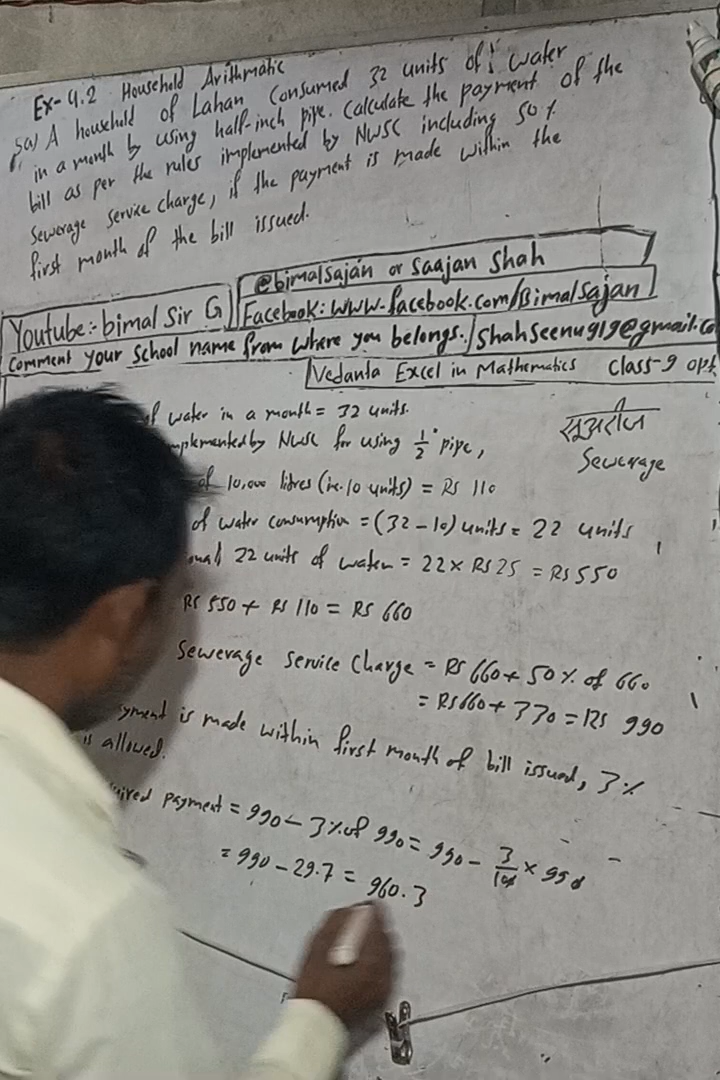 Ex-4.2 Household Arithmatic
5a) A household of Lahan Consumed 32 units of water
in a month by using half-inch pipe. Calculate the payment of the
bill as per the rules implemented by NWSC including 50%
Sewerage service charge, if the payment is made within the
first month of the bill issued.
@bimalsajan or Saajan Shah
Youtube:- bimal Sir G
Facebook: www.facebook.com/Bimalsajan
Comment your School name from where you belongs. shahseenu919@gmail.co
Vedanta Excel in Mathematics Class-9 opt
of water in a month = 32 units.
mplemented by NWSC for using 1/2" pipe,
सुअरेज
Sewerage
of 10,000 litres (i.e. 10 units) = RS 110
of water consumption = (32-10) units = 22 units
onal 22 units of water = 22 × RS 25 = RS 550
RS 550 + RS 110 = RS 660
Sewerage Service Charge = RS 660 + 50% of 660
= RS 660 + 330 = RS 990
yment is made within first month of bill issued, 3%
is allowed.
uired payment = 990 - 3% of 990 = 990 - 3/100 × 990
= 990 - 29.7 = 960.3